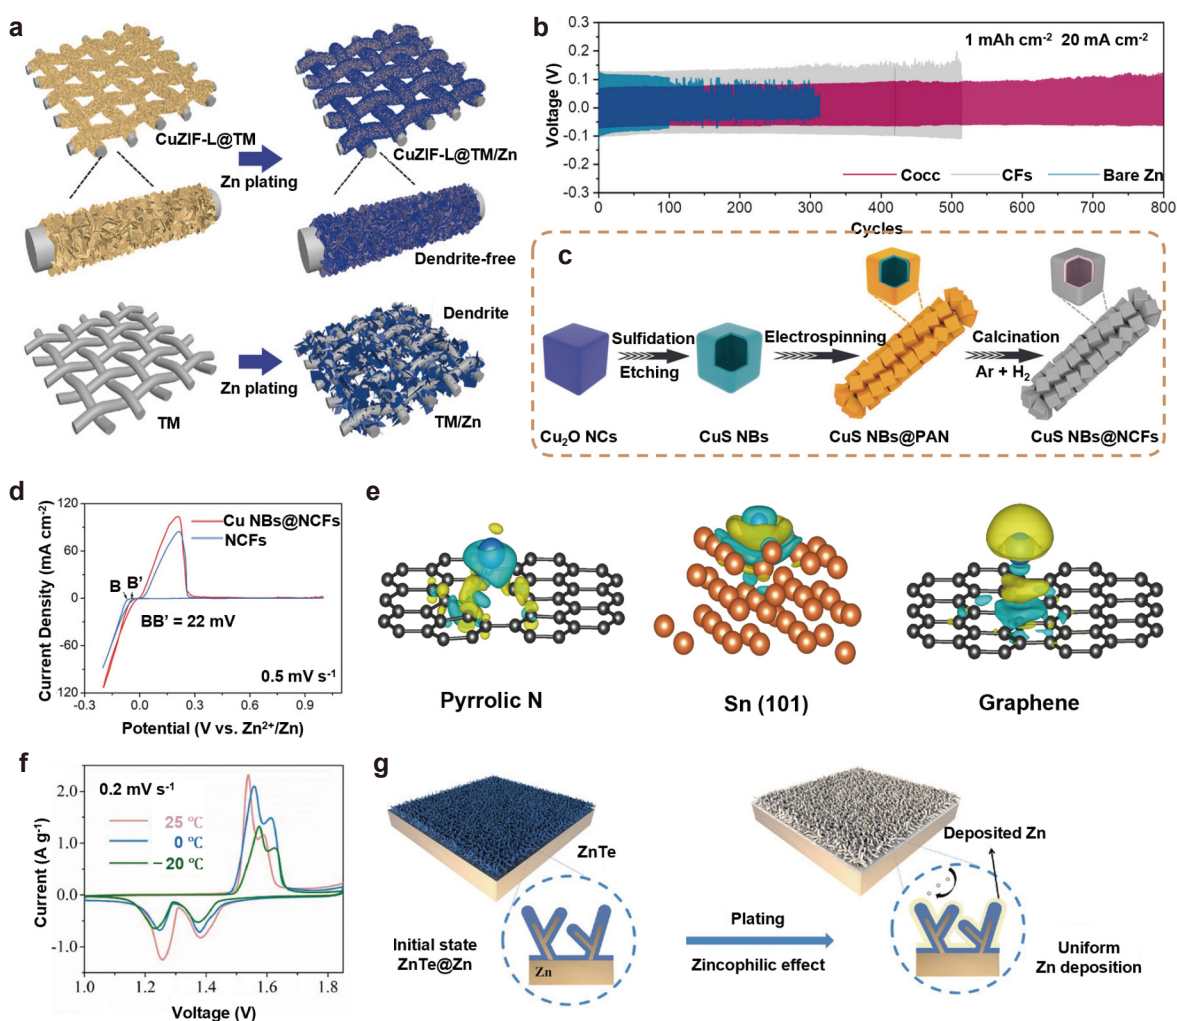 a
CuZIF-L@TM
Zn plating
CuZIF-L@TM/Zn
Dendrite-free
Dendrite
Zn plating
TM
TM/Zn
b
0.3
0.2
0.1
0.0
-0.1
-0.2
-0.3
Voltage (V)
1 mAh cm⁻² 20 mA cm⁻²
Cocc
CFs
Bare Zn
0 100 200 300 400 500 600 700 800
Cycles
c
Sulfidation
Etching
Electrospinning
Calcination
Ar + H₂
Cu₂O NCs
CuS NBs
CuS NBs@PAN
CuS NBs@NCFs
d
120
60
0
-60
120
Current Density (mA cm⁻²)
Cu NBs@NCFs
NCFs
B B'
BB' = 22 mV
0.5 mV s⁻¹
-0.3 0.0 0.3 0.6 0.9
Potential (V vs. Zn²⁺/Zn)
e
Pyrrolic N
Sn (101)
Graphene
f
2.0
1.0
0.0
-1.0
Current (A g⁻¹)
0.2 mV s⁻¹
25 °C
0 °C
−20 °C
1.0 1.2 1.4 1.6 1.8
Voltage (V)
g
ZnTe
Initial state
ZnTe@Zn
Zn
Plating
Zincophilic effect
Deposited Zn
Uniform
Zn deposition